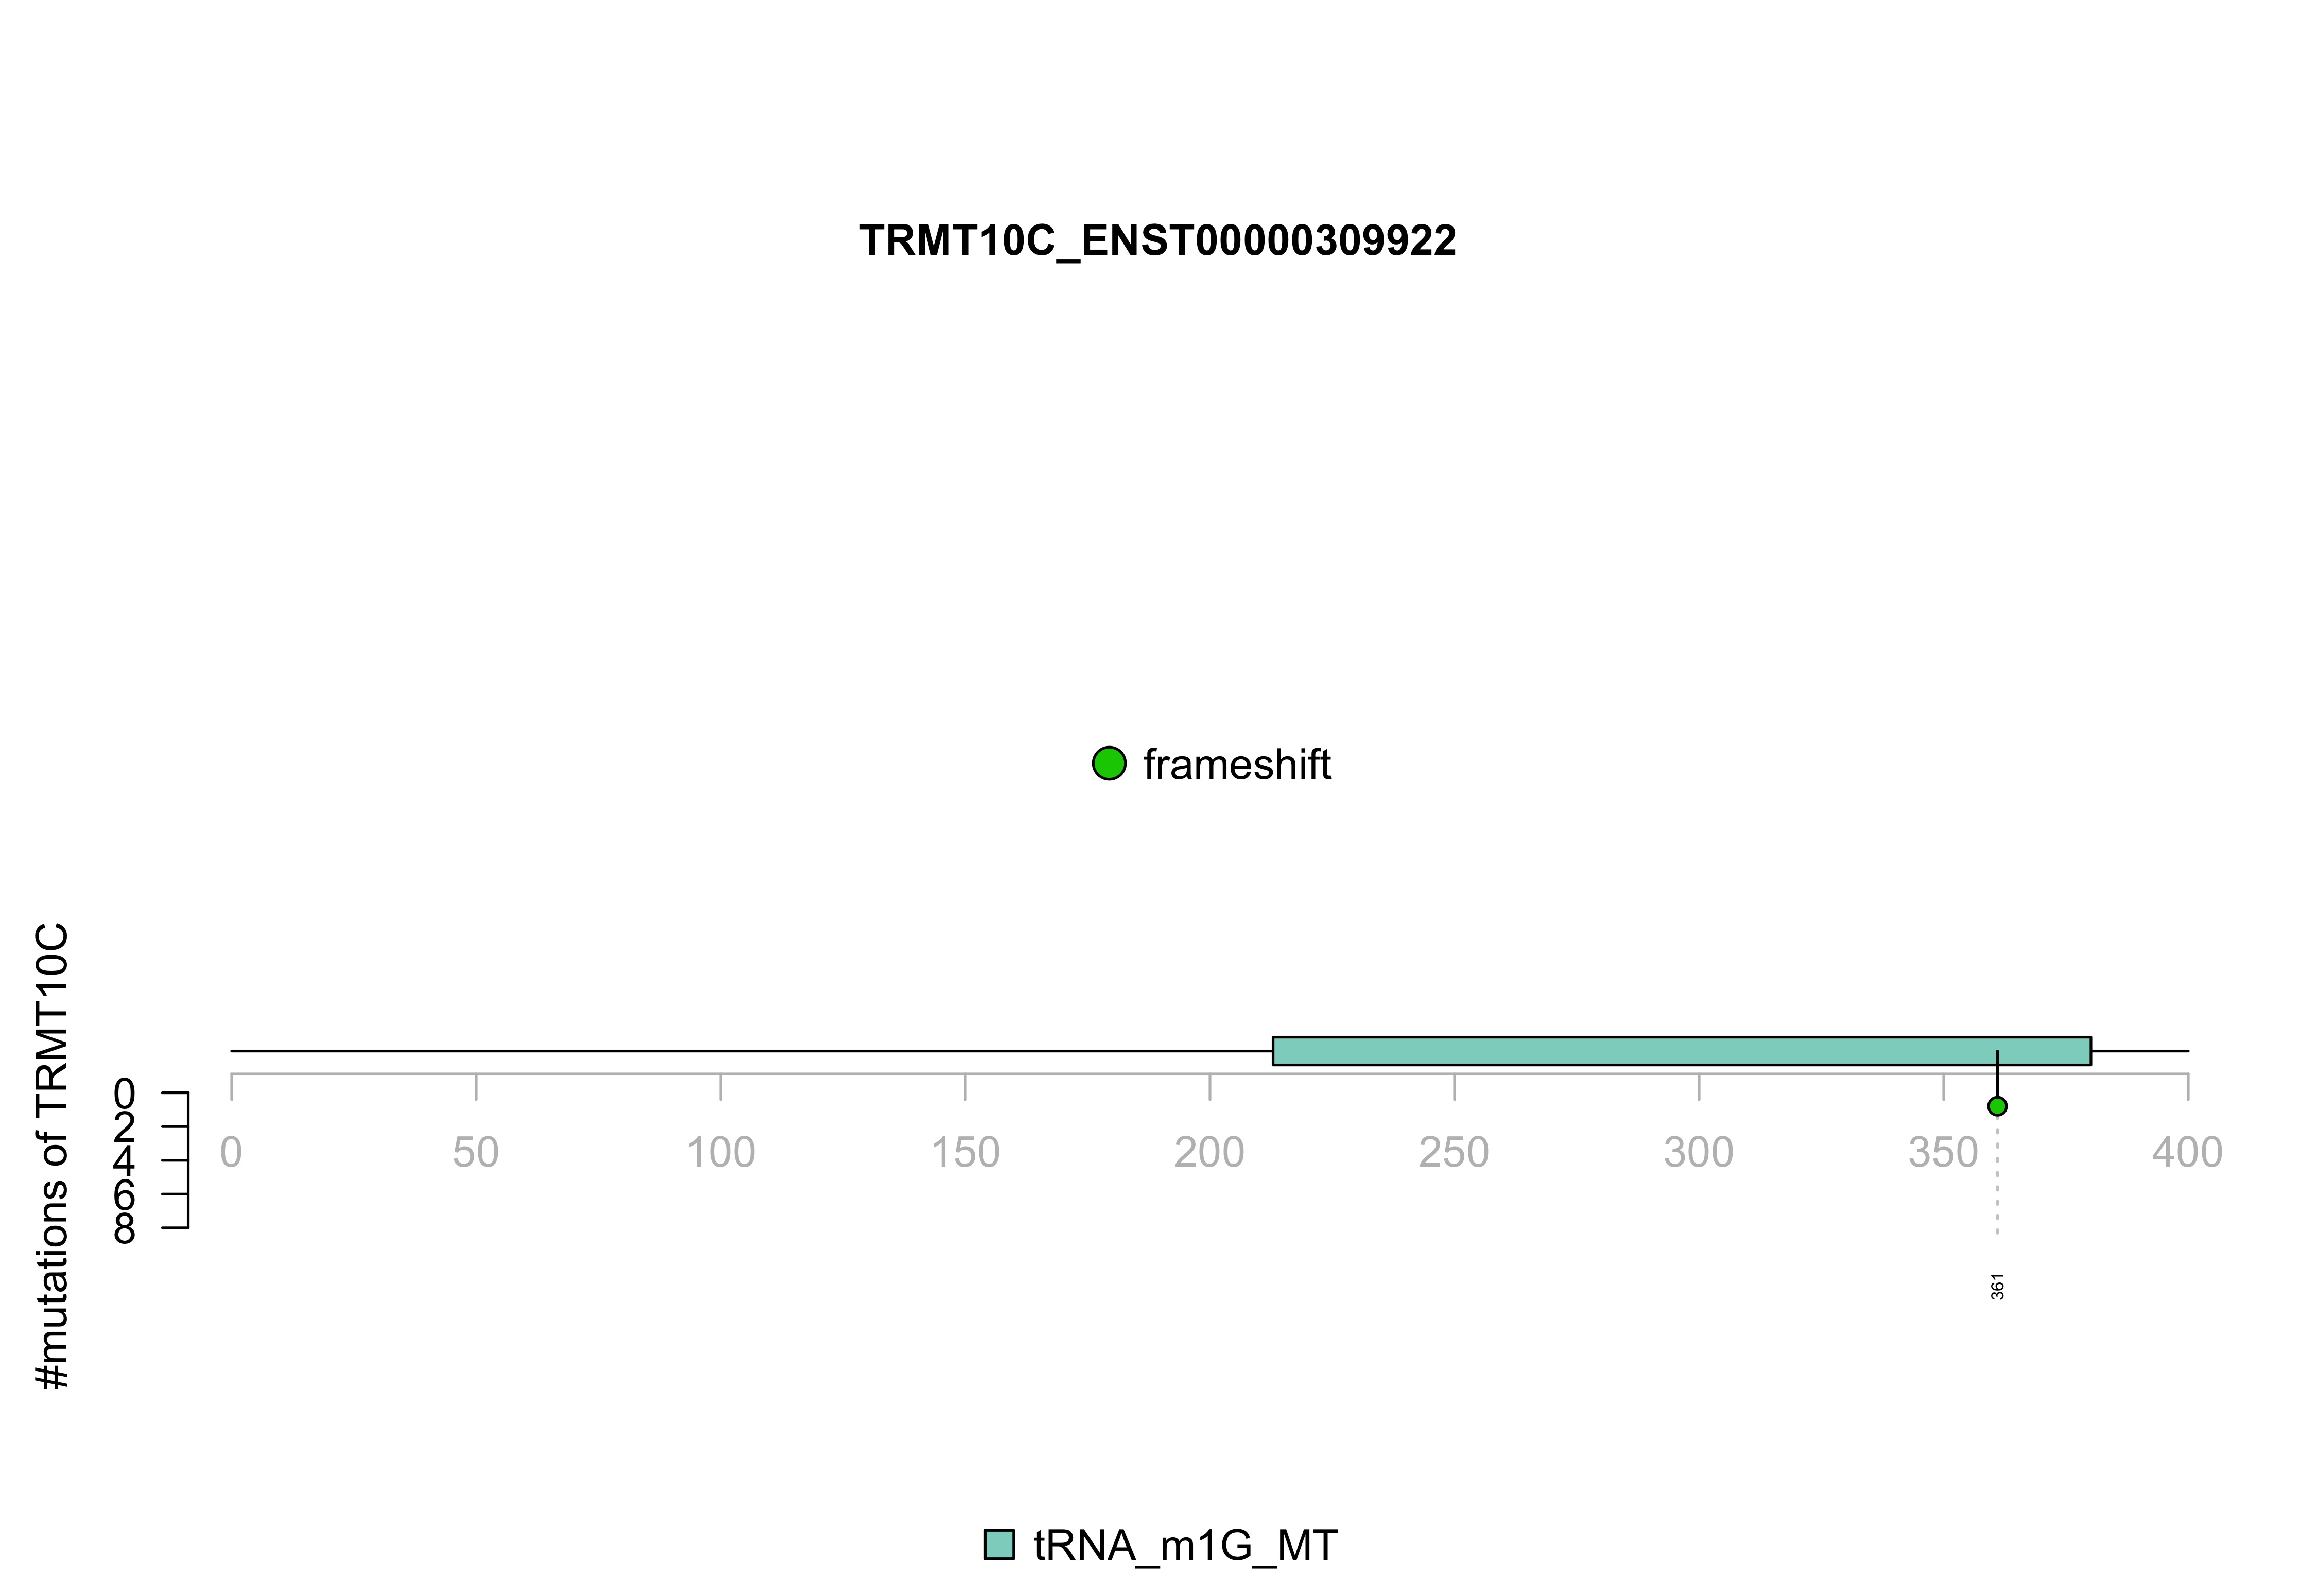 TRMT10C_ENST00000309922
frameshift
#mutations of TRMT10C
0
2
4
6
8
0 50 100 150 200 250 300 350 400
361
tRNA_m1G_MT